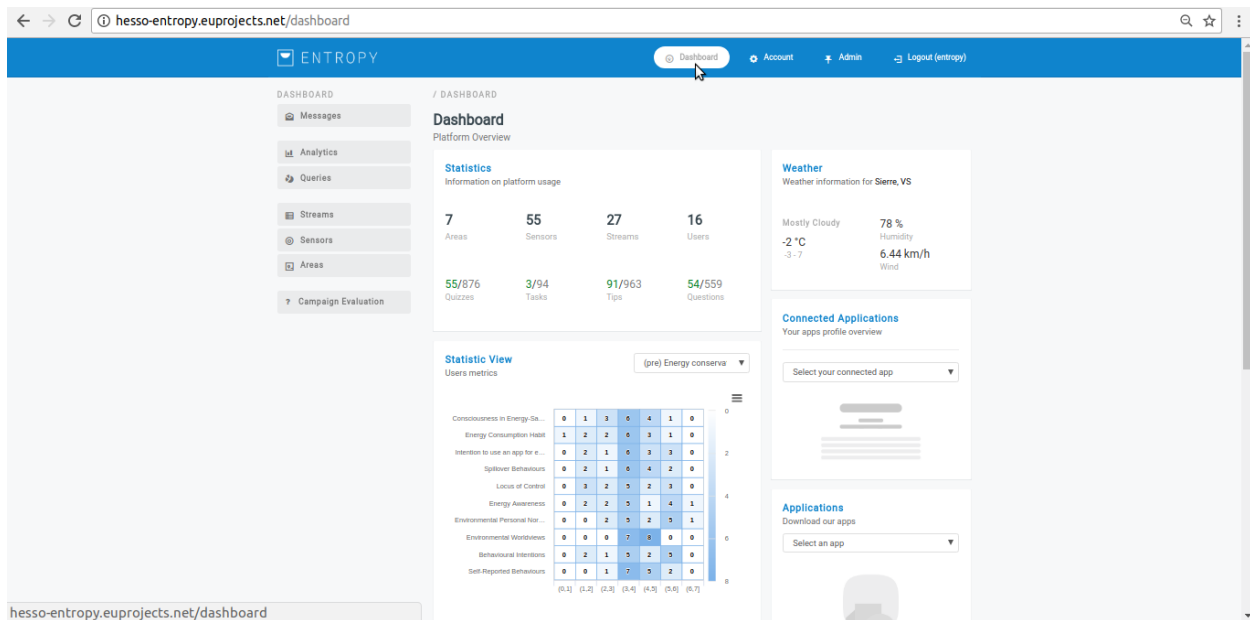 hesso-entropy.euprojects.net/dashboard
ENTROPY
Dashboard
Account
Admin
Logout (entropy)
DASHBOARD
Messages
Analytics
Queries
Streams
Sensors
Areas
? Campaign Evaluation
/ DASHBOARD
Dashboard
Platform Overview
Statistics
Information on platform usage
7 55 27 16
Areas Sensors Streams Users
55/876 3/94 91/963 54/559
Quizzes Tasks Tips Questions
Weather
Weather information for Sierre, VS
Mostly Cloudy
-2 °C
-3 - 7
78 %
Humidity
6.44 km/h
Wind
Connected Applications
Your apps profile overview
Select your connected app
Applications
Download our apps
Select an app
Statistic View
Users metrics
(pre) Energy conserva
Consciousness in Energy-Sa... 0 1 3 6 4 1 0
Energy Consumption Habit 1 2 2 6 3 1 0
Intention to use an app for e... 0 2 1 6 3 3 0
Spillover Behaviours 0 2 1 6 4 2 0
Locus of Control 0 3 2 5 2 3 0
Energy Awareness 0 2 2 5 1 4 1
Environmental Personal Nor... 0 0 2 5 2 5 1
Environmental Worldviews 0 0 0 7 8 0 0
Behavioural Intentions 0 2 1 5 2 5 0
Self-Reported Behaviours 0 0 1 7 5 2 0
(0,1] (1,2] (2,3] (3,4] (4,5] (5,6] (6,7]
0
2
4
6
8
hesso-entropy.euprojects.net/dashboard